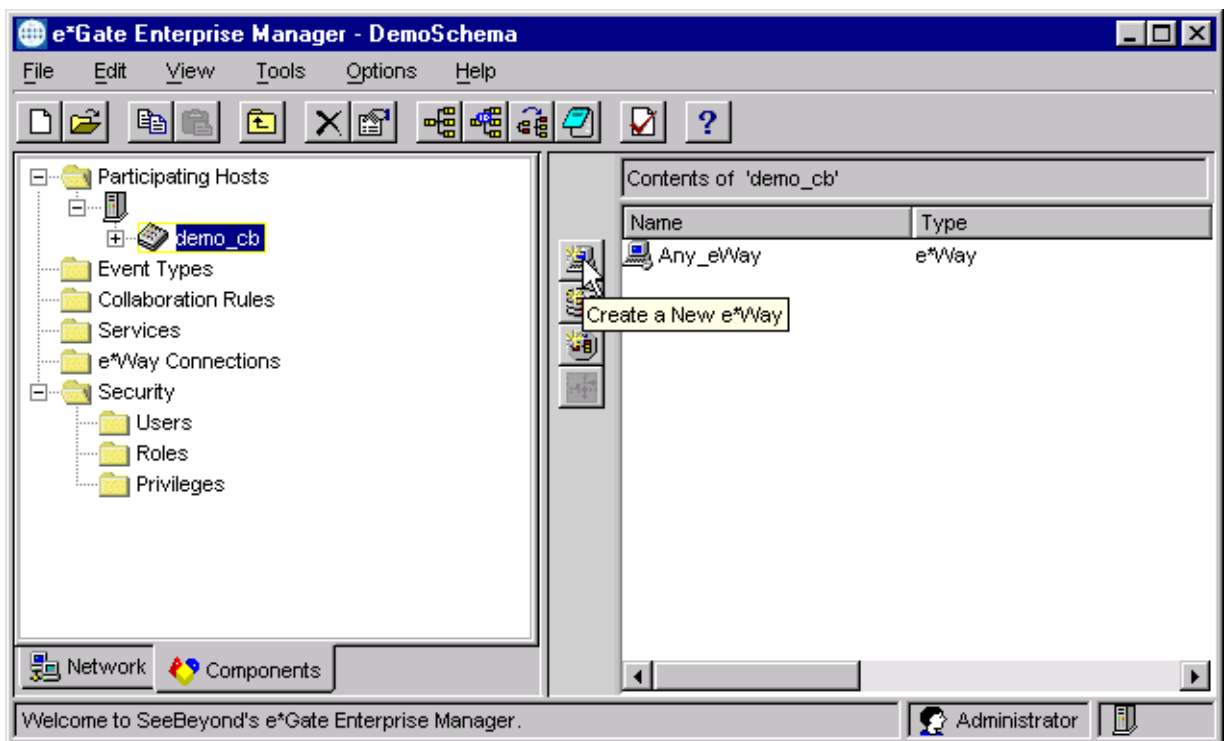 e*Gate Enterprise Manager - DemoSchema
File Edit View Tools Options Help
?
Participating Hosts
demo_cb
Event Types
Collaboration Rules
Services
e*Way Connections
Security
Users
Roles
Privileges
Create a New e*Way
Contents of 'demo_cb'
Name Type
Any_eWay e*Way
Network Components
Welcome to SeeBeyond's e*Gate Enterprise Manager. Administrator